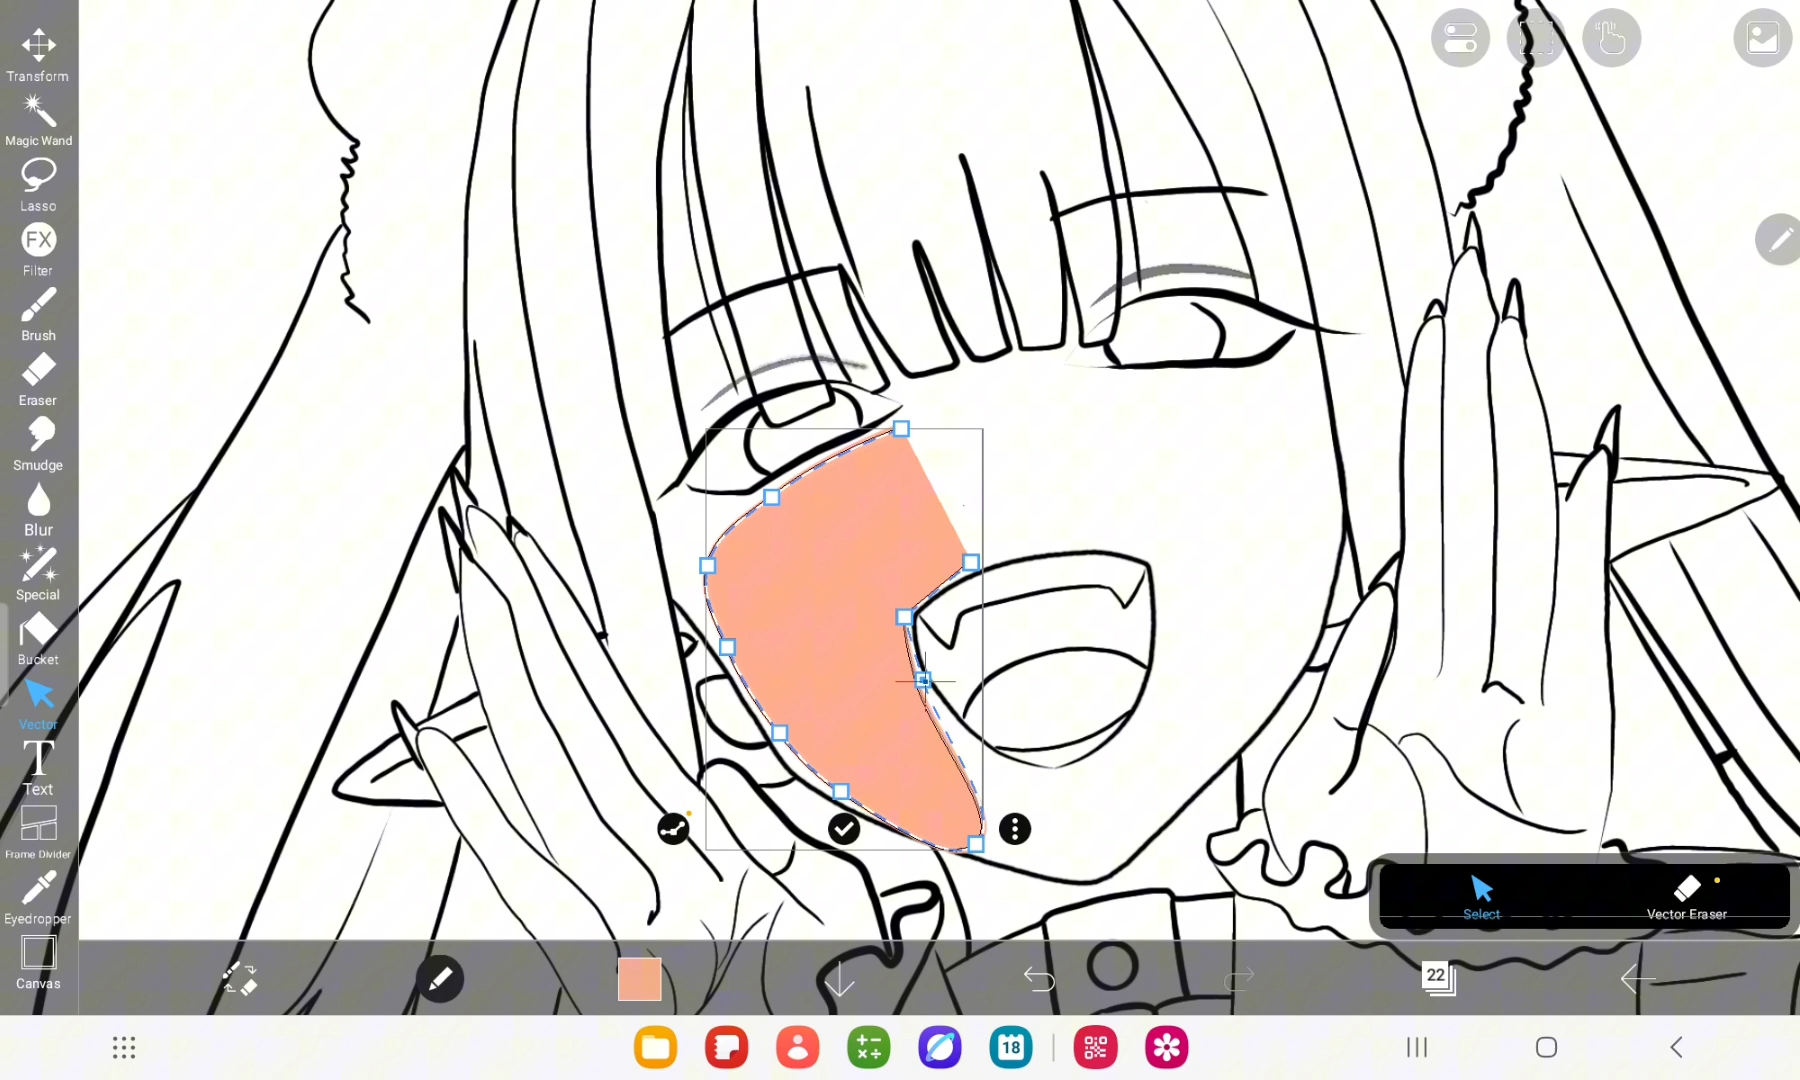 Transform
Magic Wand
Lasso
FX
Filter
Brush
Eraser
Smudge
Blur
Special
Bucket
Vector
T
Text
Frame Divider
Eyedropper
Canvas
Select
Vector Eraser
22
18